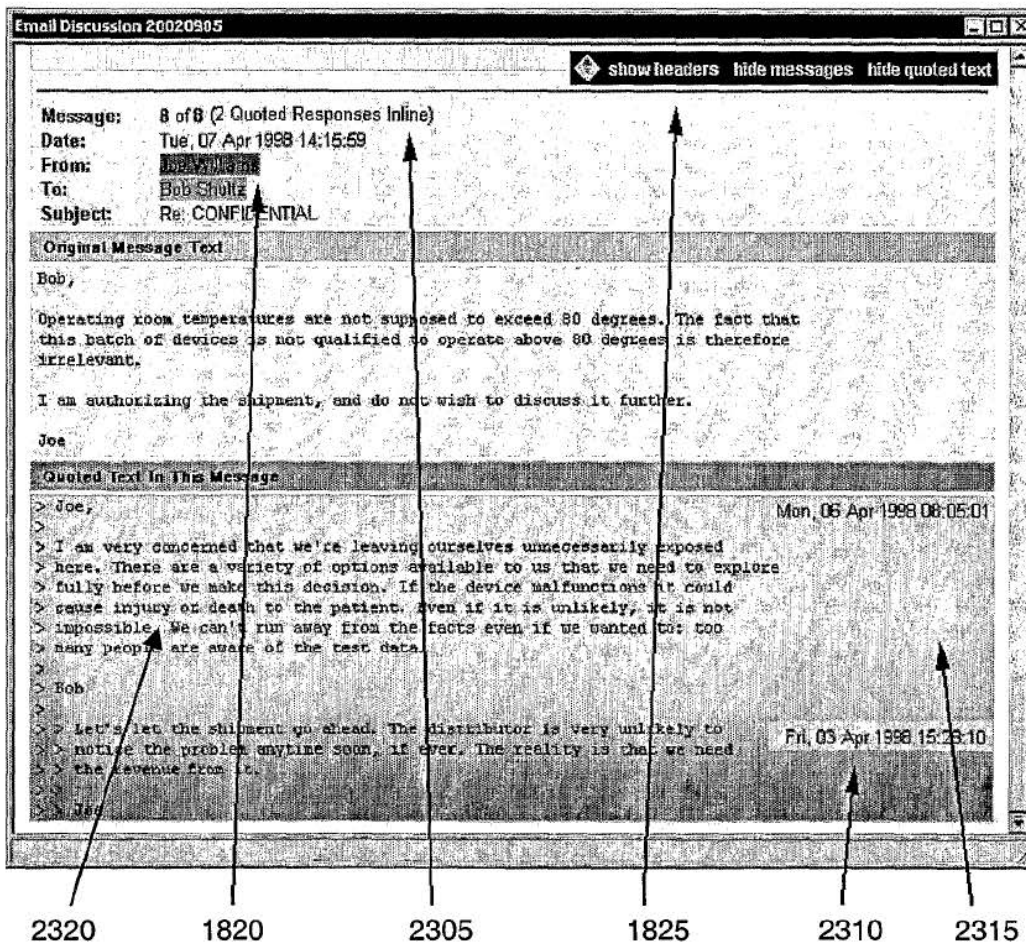 Email Discussion 20020905
show headers hide messages hide quoted text
Message: 8 of 8 (2 Quoted Responses Inline)
Date: Tue, 07 Apr 1998 14:15:59
From: Joe Williams
To: Bob Shultz
Subject: Re: CONFIDENTIAL
Original Message Text
Bob,
Operating room temperatures are not supposed to exceed 80 degrees. The fact that
this batch of devices is not qualified to operate above 80 degrees is therefore
irrelevant.
I am authorizing the shipment, and do not wish to discuss it further.
Joe
Quoted Text In This Message
> Joe, Mon, 06 Apr 1998 08:05:01
>
> I am very concerned that we're leaving ourselves unnecessarily exposed
> here. There are a variety of options available to us that we need to explore
> fully before we make this decision. If the device malfunctions it could
> cause injury or death to the patient. Even if it is unlikely, it is not
> impossible. We can't run away from the facts even if we wanted to: too
> many people are aware of the test data.
>
> Bob
>
> > Let's let the shipment go ahead. The distributor is very unlikely to
> > notice the problem anytime soon, if ever. The reality is that we need Fri, 03 Apr 1998 15:28:10
> > the revenue from it.
> >
> > Joe
2320 1820 2305 1825 2310 2315